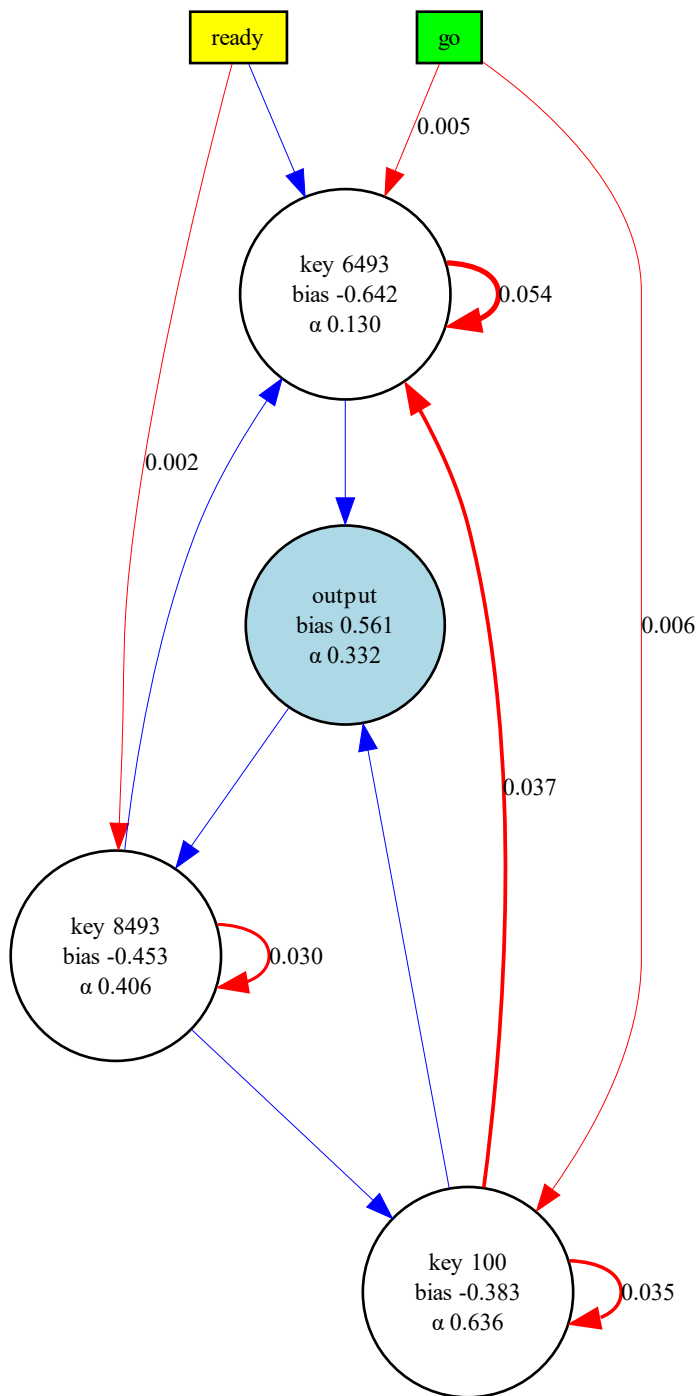 ready
go
0.005
key 6493
bias -0.642
α 0.130
0.054
0.002
output
bias 0.561
α 0.332
0.006
0.037
key 8493
bias -0.453
α 0.406
0.030
key 100
bias -0.383
α 0.636
0.035